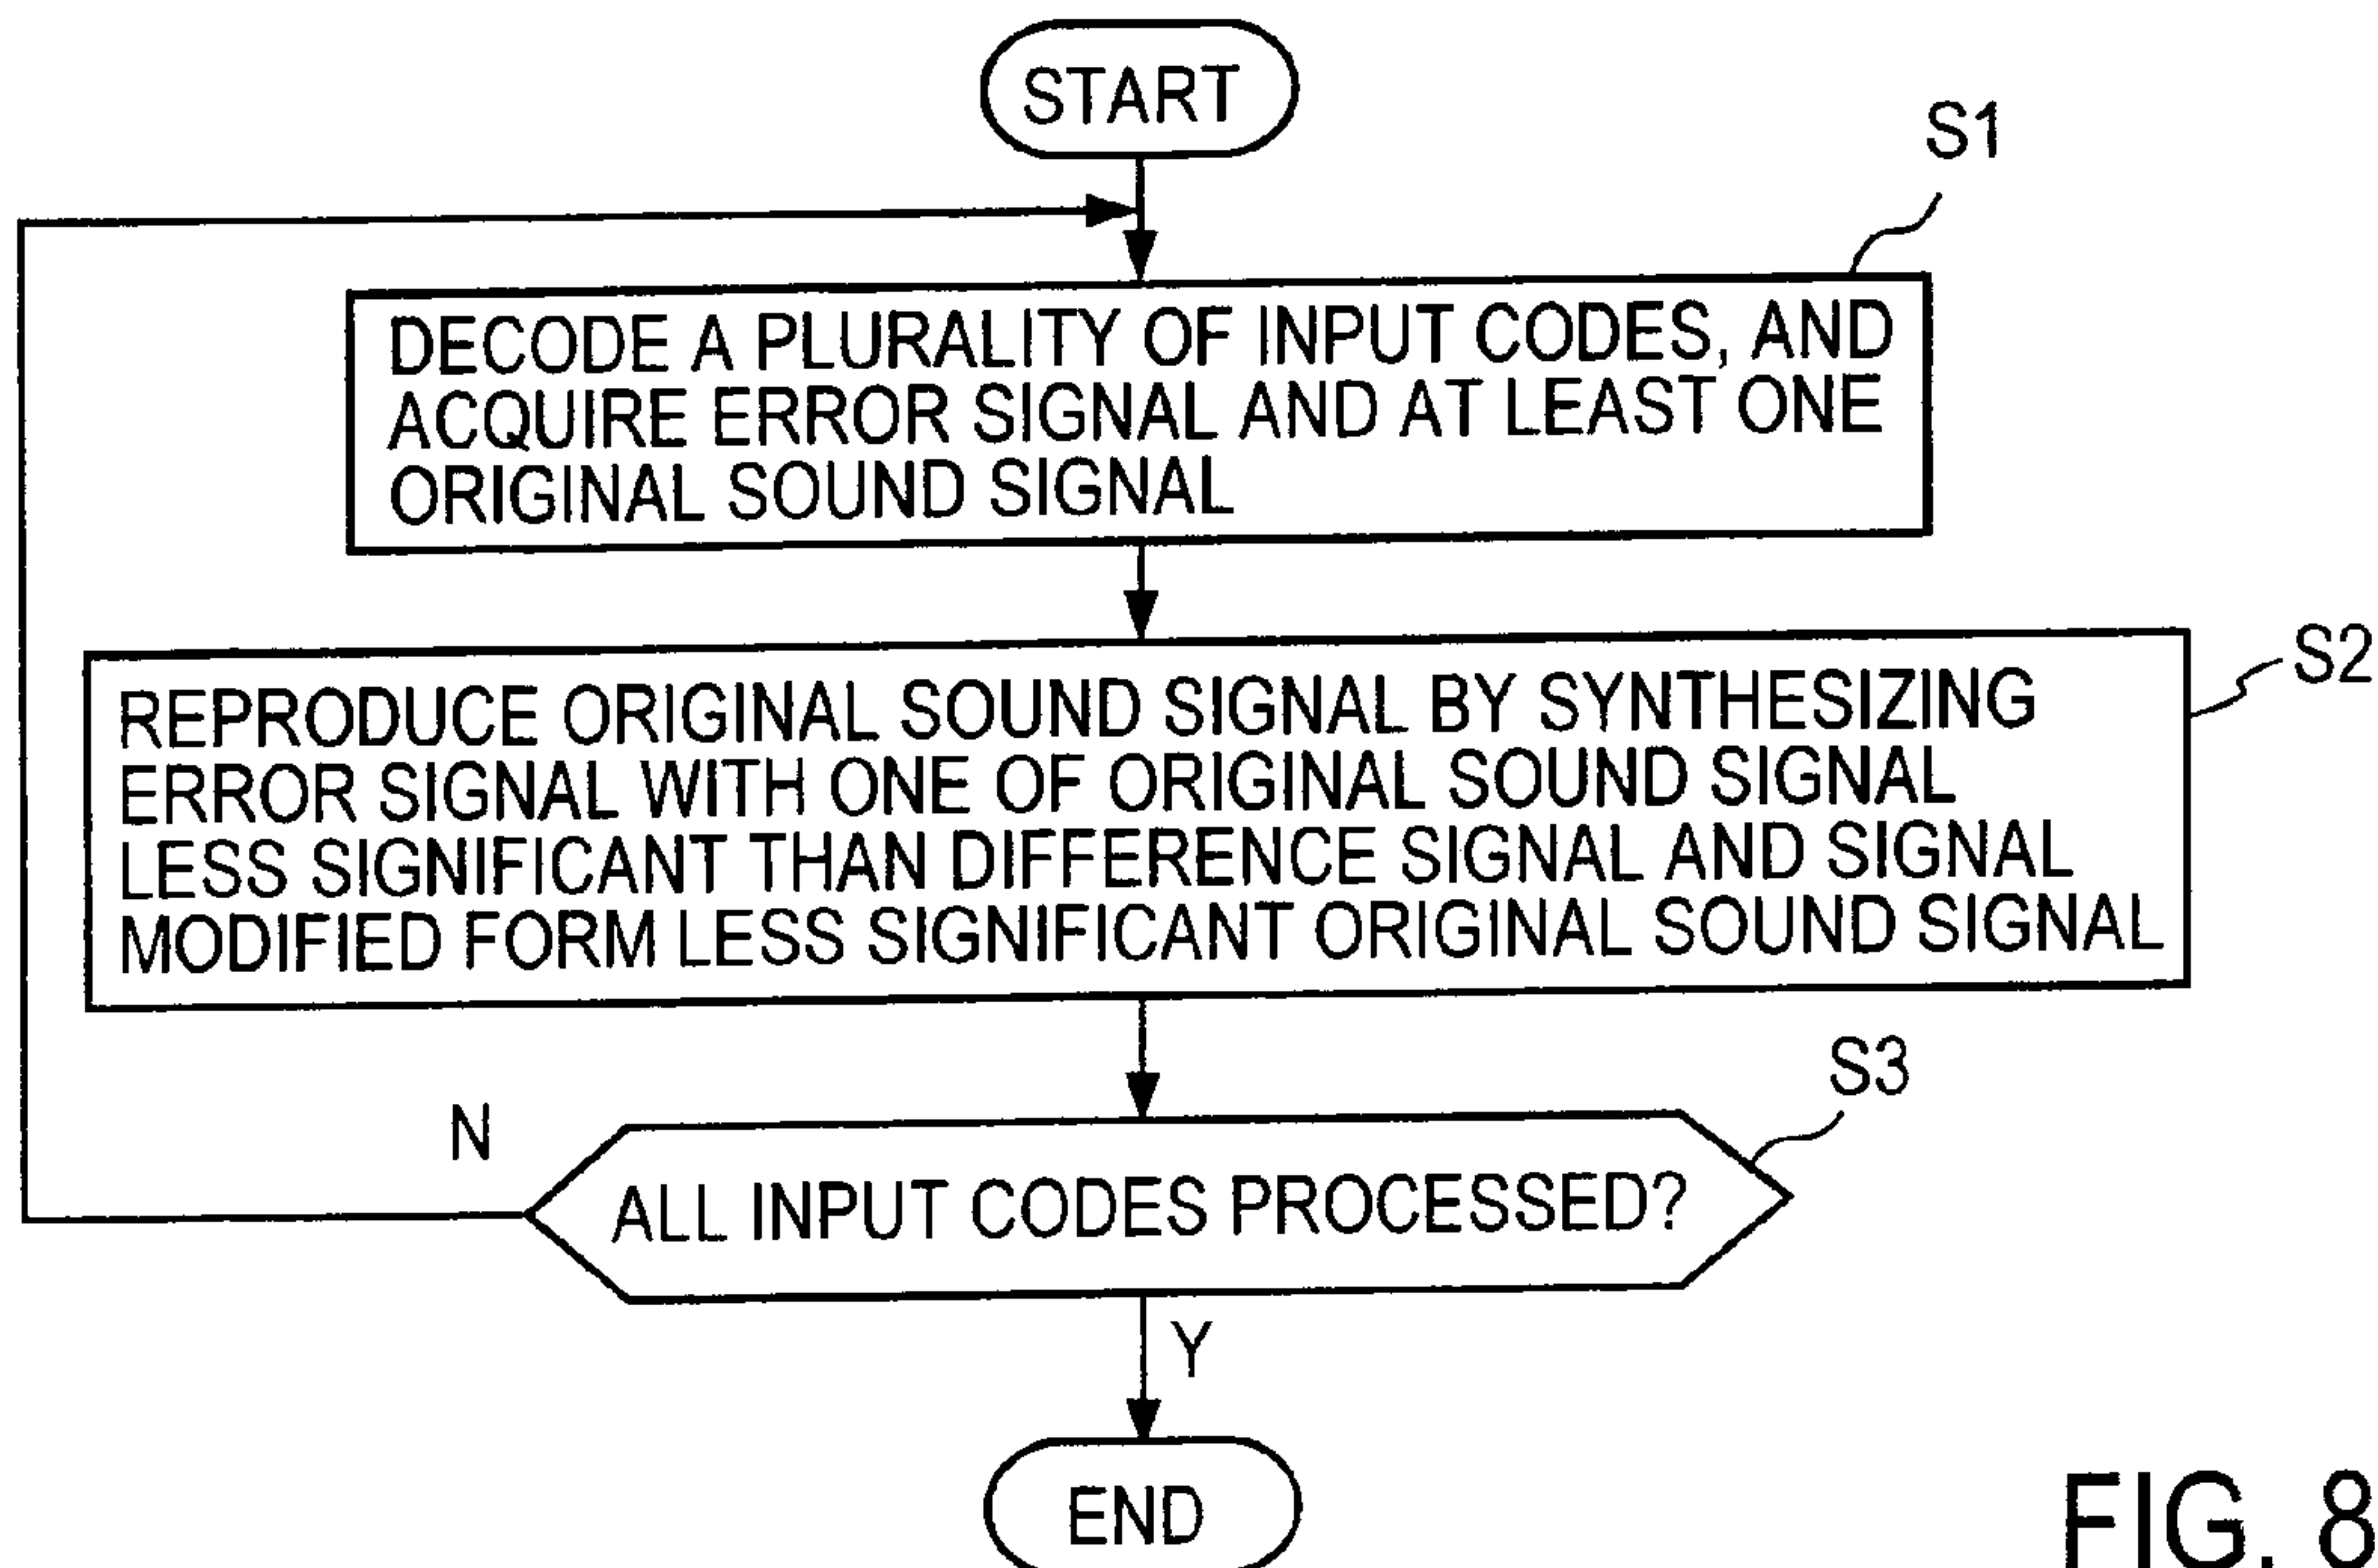 START
S1
DECODE A PLURALITY OF INPUT CODES, AND
ACQUIRE ERROR SIGNAL AND AT LEAST ONE
ORIGINAL SOUND SIGNAL
S2
REPRODUCE ORIGINAL SOUND SIGNAL BY SYNTHESIZING
ERROR SIGNAL WITH ONE OF ORIGINAL SOUND SIGNAL
LESS SIGNIFICANT THAN DIFFERENCE SIGNAL AND SIGNAL
MODIFIED FORM LESS SIGNIFICANT ORIGINAL SOUND SIGNAL
S3
N
ALL INPUT CODES PROCESSED?
Y
END
FIG. 8